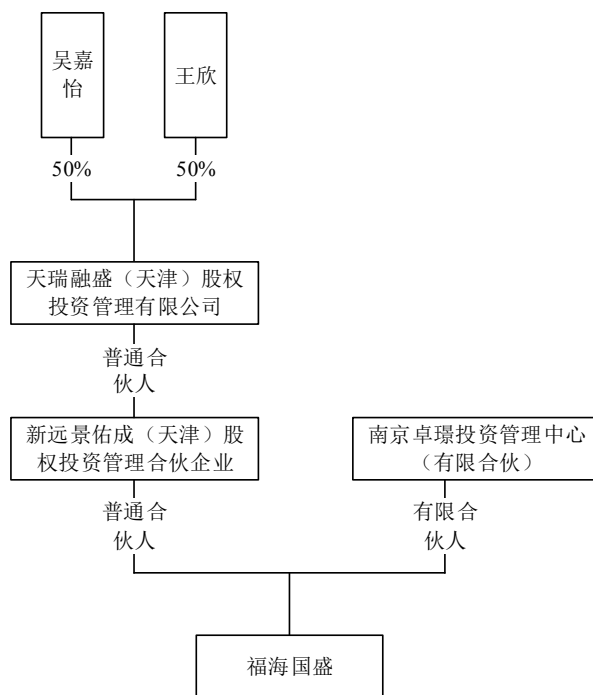 吴嘉
怡
王欣
50%
50%
天瑞融盛（天津）股权
投资管理有限公司
普通合
伙人
新远景佑成（天津）股
权投资管理合伙企业
南京卓璟投资管理中心
（有限合伙）
普通合
伙人
有限合
伙人
福海国盛